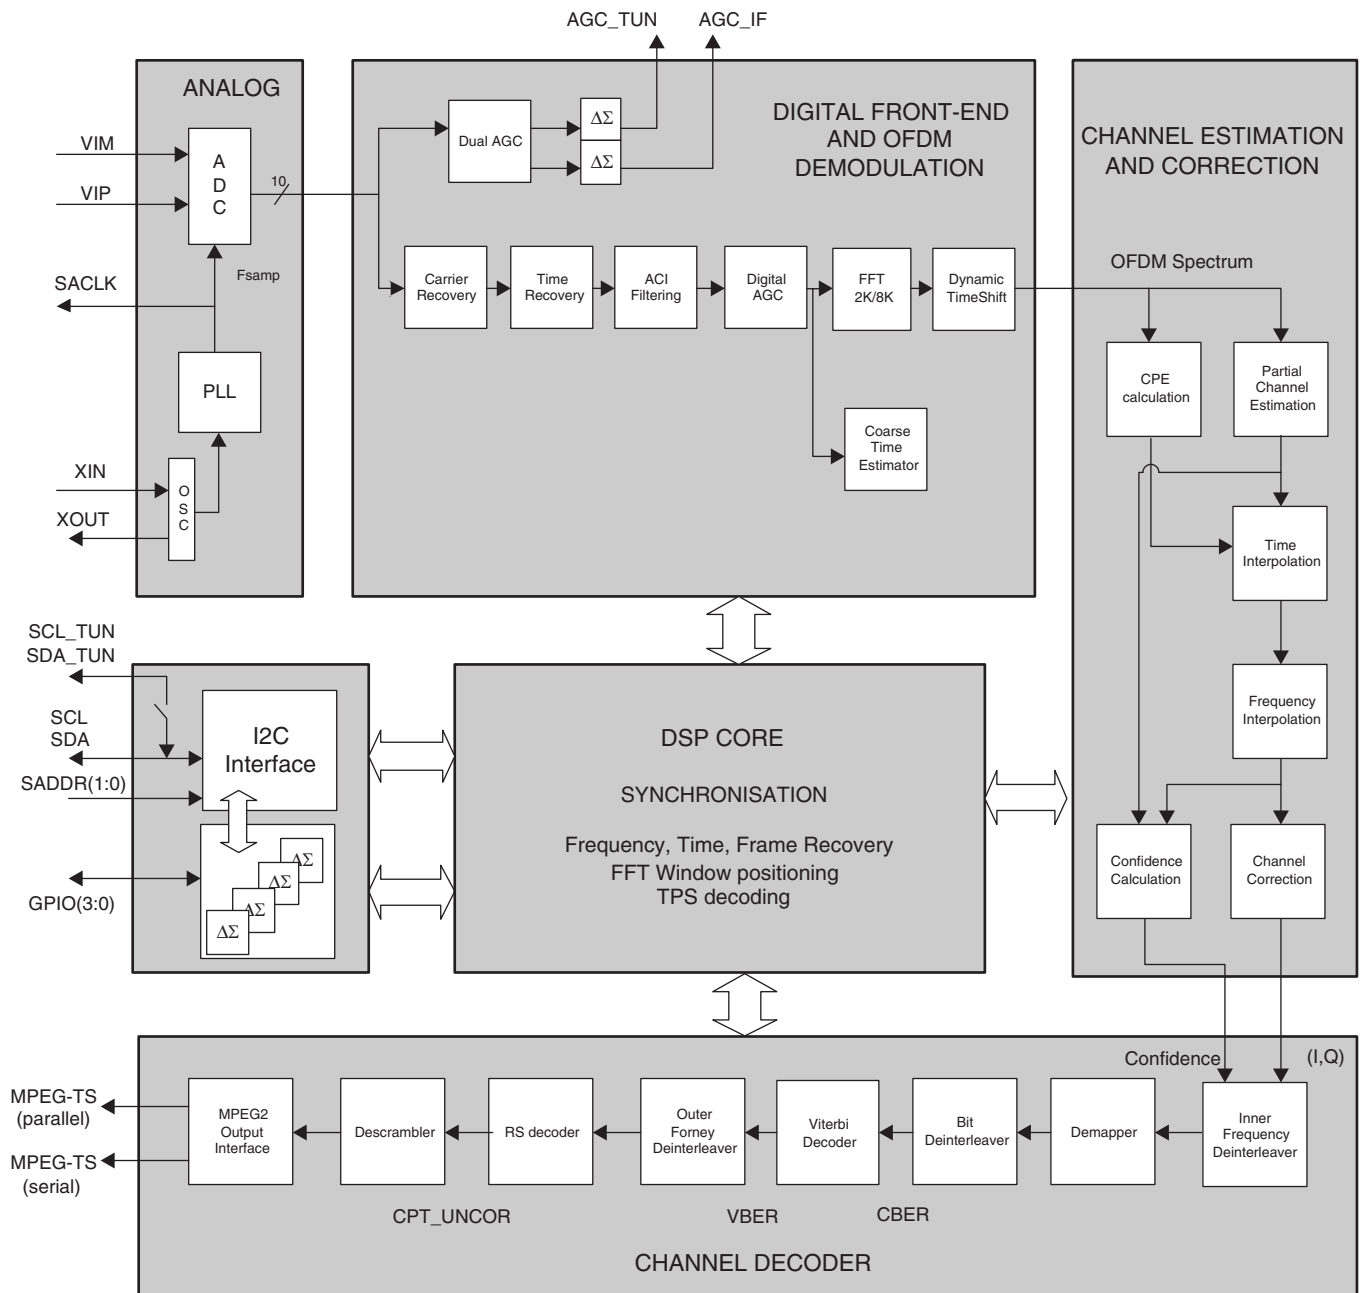 AGC_TUN
AGC_IF
ANALOG
VIM
VIP
A
D
C
10
SACLK
Fsamp
PLL
XIN
XOUT
O
S
C
DIGITAL FRONT-END
AND OFDM
DEMODULATION
Dual AGC
ΔΣ
ΔΣ
Carrier
Recovery
Time
Recovery
ACI
Filtering
Digital
AGC
FFT
2K/8K
Dynamic
TimeShift
Coarse
Time
Estimator
CHANNEL ESTIMATION
AND CORRECTION
OFDM Spectrum
CPE
calculation
Partial
Channel
Estimation
Time
Interpolation
Frequency
Interpolation
Confidence
Calculation
Channel
Correction
SCL_TUN
SDA_TUN
SCL
SDA
SADDR(1:0)
GPIO(3:0)
I2C
Interface
ΔΣ
ΔΣ
ΔΣ
ΔΣ
DSP CORE
SYNCHRONISATION
Frequency, Time, Frame Recovery
FFT Window positioning
TPS decoding
Confidence
(I,Q)
MPEG-TS
(parallel)
MPEG-TS
(serial)
MPEG2
Output
Interface
Descrambler
RS decoder
Outer
Forney
Deinterleaver
Viterbi
Decoder
Bit
Deinterleaver
Demapper
Inner
Frequency
Deinterleaver
CPT_UNCOR
VBER
CBER
CHANNEL DECODER